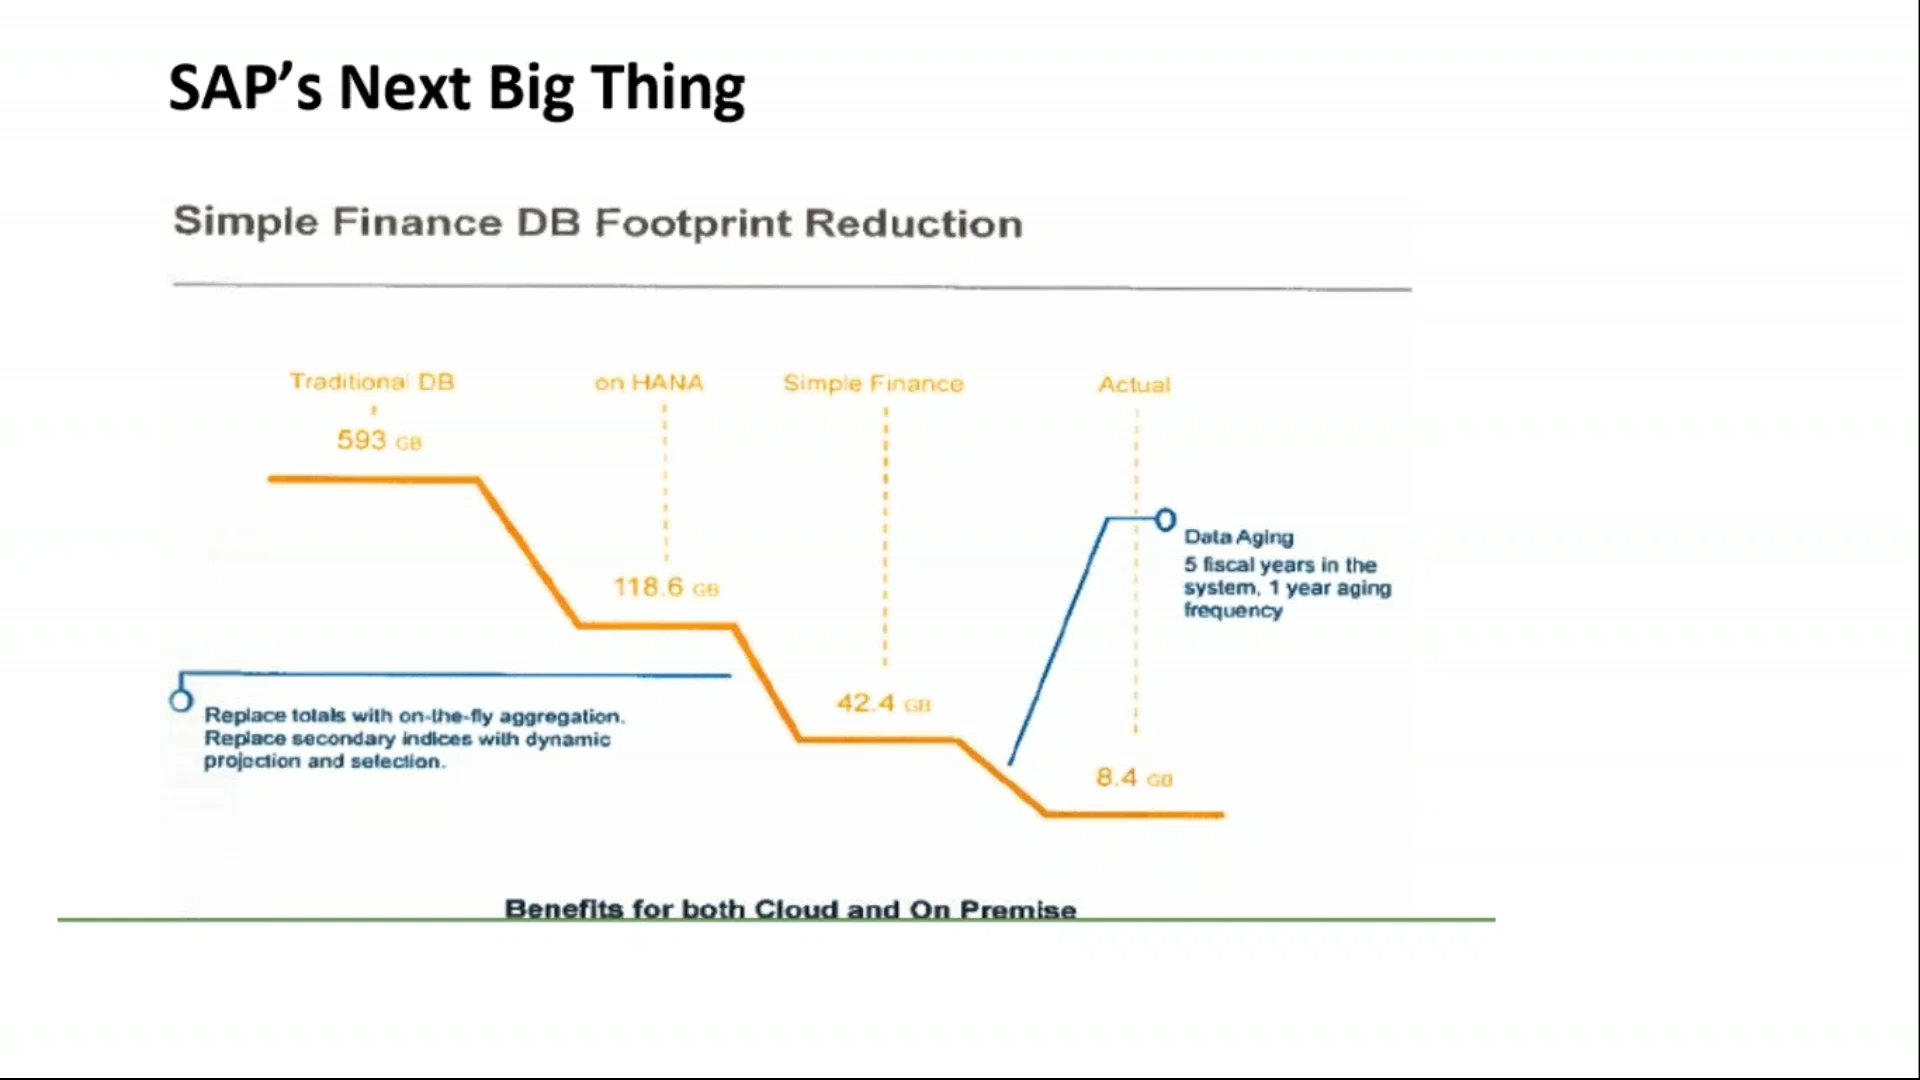 SAP’s Next Big Thing
Simple Finance DB Footprint Reduction
Traditional DB
on HANA
Simple Finance
Actual
593 GB
118.6 GB
42.4 GB
8.4 GB
Data Aging
5 fiscal years in the
system, 1 year aging
frequency
Replace totals with on-the-fly aggregation.
Replace secondary indices with dynamic
projection and selection.
Benefits for both Cloud and On Premise